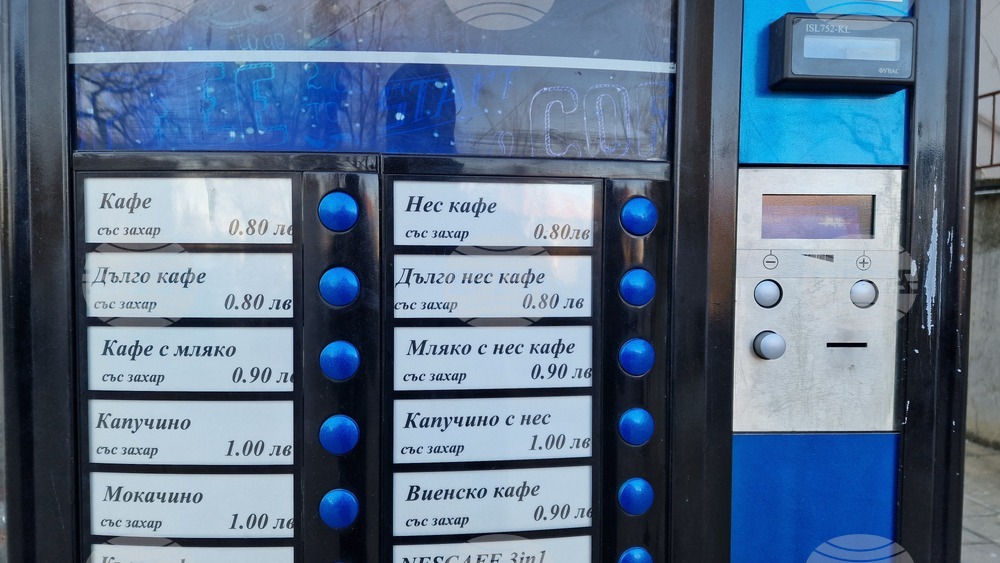 ISL752-KL
ФУВАС
Кафе
със захар 0.80 лв
Дълго кафе
със захар 0.80 лв
Кафе с мляко
със захар 0.90 лв
Капучино
със захар 1.00 лв
Мокачино
със захар 1.00 лв
Нес кафе
със захар 0.80лв
Дълго нес кафе
със захар 0.80 лв
Мляко с нес кафе
със захар 0.90 лв
Капучино с нес
със захар 1.00 лв
Виенско кафе
със захар 0.90 лв
NESCAFE 3in1